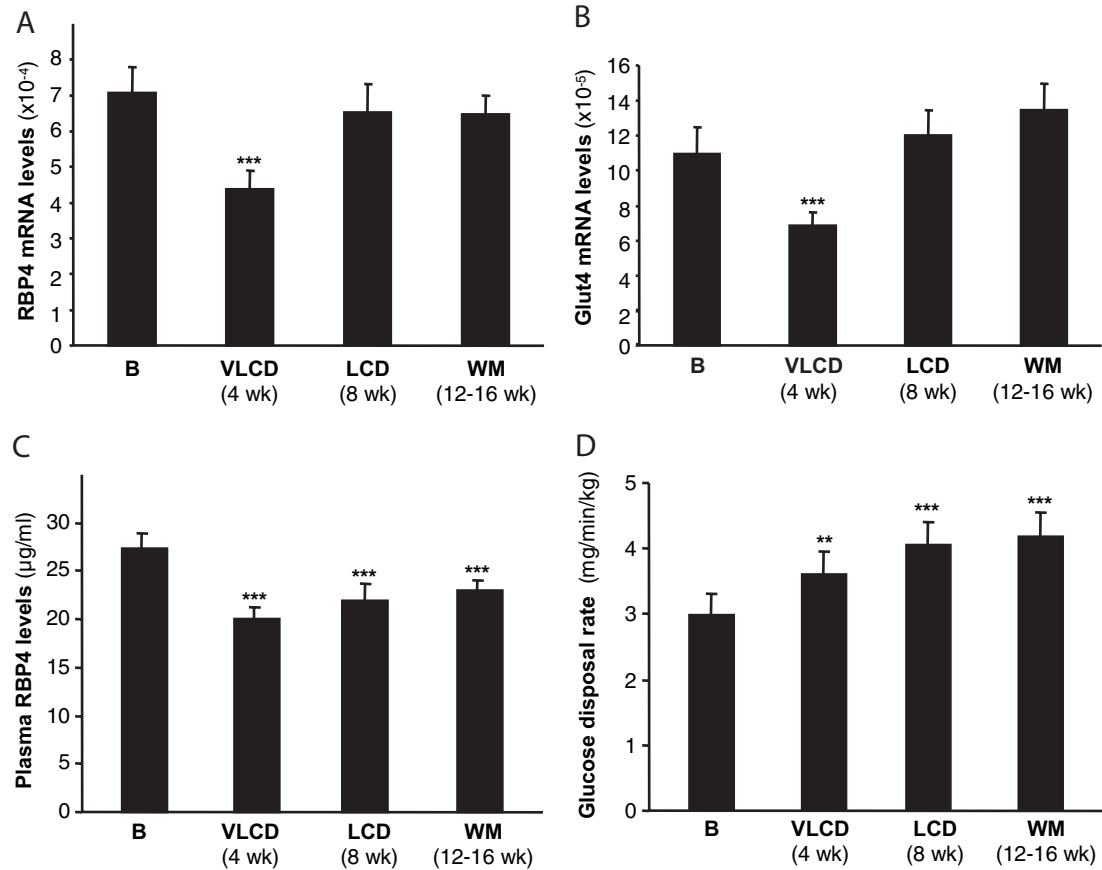 A
RBP4 mRNA levels (x10⁻⁴)
8
7
6
5
4
3
2
1
0
***
B
VLCD
(4 wk)
LCD
(8 wk)
WM
(12-16 wk)
B
Glut4 mRNA levels (x10⁻⁵)
16
14
12
10
8
6
4
2
0
***
B
VLCD
(4 wk)
LCD
(8 wk)
WM
(12-16 wk)
C
Plasma RBP4 levels (µg/ml)
30
25
20
15
10
5
0
***
***
***
B
VLCD
(4 wk)
LCD
(8 wk)
WM
(12-16 wk)
D
Glucose disposal rate (mg/min/kg)
5
4
3
2
1
0
**
***
***
B
VLCD
(4 wk)
LCD
(8 wk)
WM
(12-16 wk)